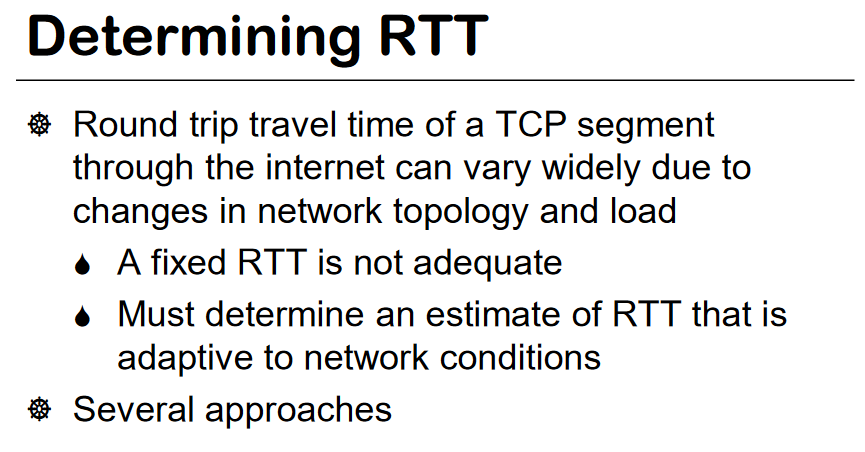 Determining RTT
Round trip travel time of a TCP segment
through the internet can vary widely due to
changes in network topology and load
A fixed RTT is not adequate
Must determine an estimate of RTT that is
adaptive to network conditions
Several approaches